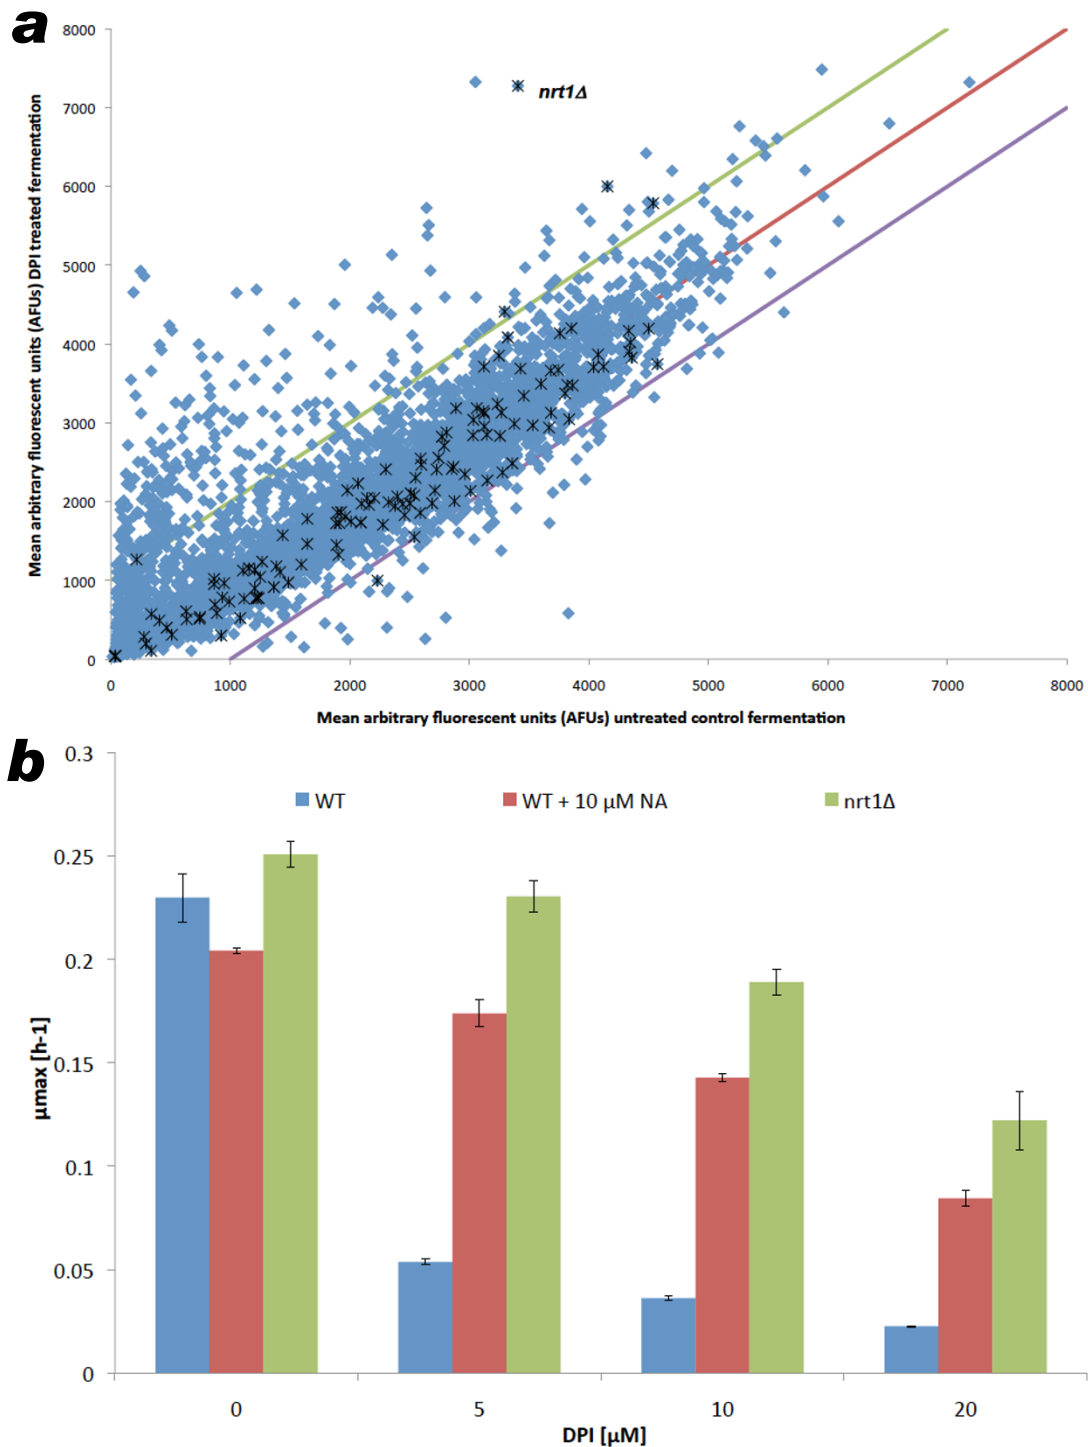 a
8000
7000
6000
5000
4000
3000
2000
1000
0
Mean arbitrary fluorescent units (AFUs) DPI treated fermentation
nrt1Δ
0 1000 2000 3000 4000 5000 6000 7000 8000
Mean arbitrary fluorescent units (AFUs) untreated control fermentation
b
0.3
0.25
0.2
0.15
0.1
0.05
0
µmax [h-1]
WT WT + 10 µM NA nrt1Δ
0 5 10 20
DPI [µM]